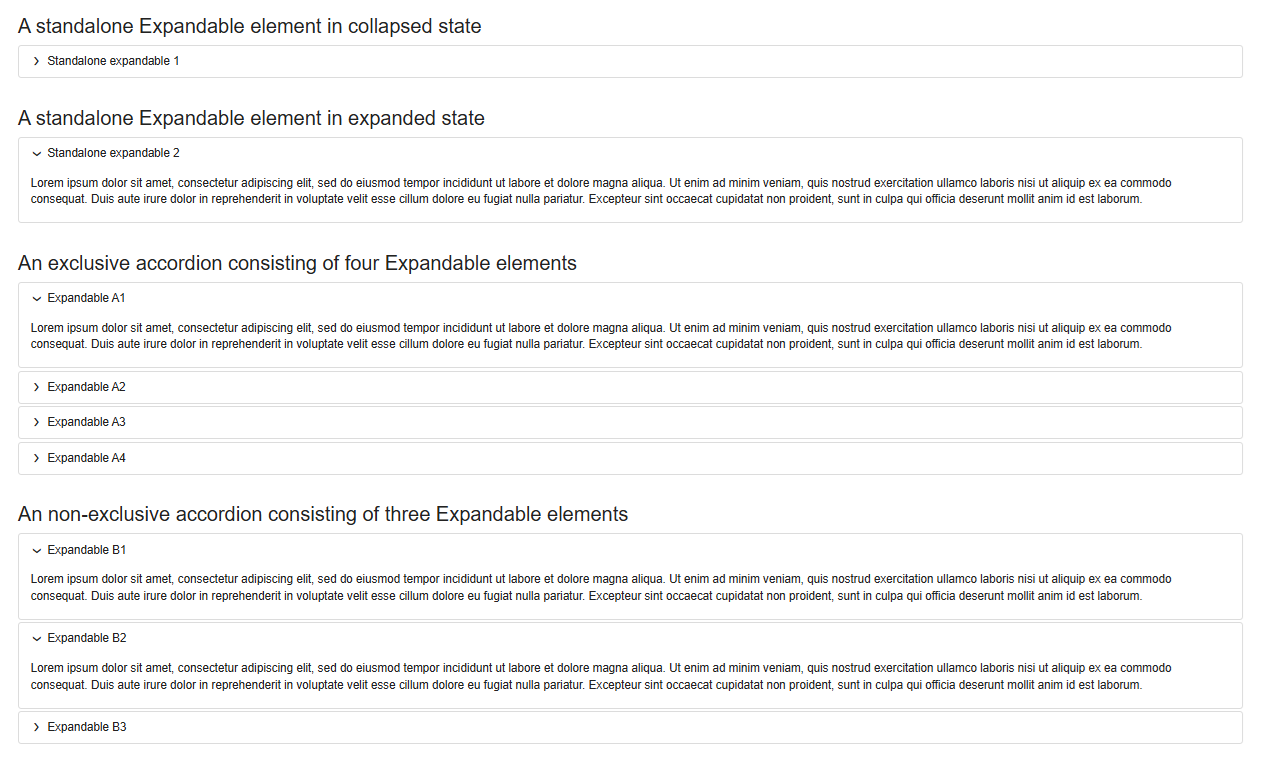 A standalone Expandable element in collapsed state
Standalone expandable 1
A standalone Expandable element in expanded state
Standalone expandable 2
Lorem ipsum dolor sit amet, consectetur adipiscing elit, sed do eiusmod tempor incididunt ut labore et dolore magna aliqua. Ut enim ad minim veniam, quis nostrud exercitation ullamco laboris nisi ut aliquip ex ea commodo
consequat. Duis aute irure dolor in reprehenderit in voluptate velit esse cillum dolore eu fugiat nulla pariatur. Excepteur sint occaecat cupidatat non proident, sunt in culpa qui officia deserunt mollit anim id est laborum.
An exclusive accordion consisting of four Expandable elements
Expandable A1
Lorem ipsum dolor sit amet, consectetur adipiscing elit, sed do eiusmod tempor incididunt ut labore et dolore magna aliqua. Ut enim ad minim veniam, quis nostrud exercitation ullamco laboris nisi ut aliquip ex ea commodo
consequat. Duis aute irure dolor in reprehenderit in voluptate velit esse cillum dolore eu fugiat nulla pariatur. Excepteur sint occaecat cupidatat non proident, sunt in culpa qui officia deserunt mollit anim id est laborum.
Expandable A2
Expandable A3
Expandable A4
An non-exclusive accordion consisting of three Expandable elements
Expandable B1
Lorem ipsum dolor sit amet, consectetur adipiscing elit, sed do eiusmod tempor incididunt ut labore et dolore magna aliqua. Ut enim ad minim veniam, quis nostrud exercitation ullamco laboris nisi ut aliquip ex ea commodo
consequat. Duis aute irure dolor in reprehenderit in voluptate velit esse cillum dolore eu fugiat nulla pariatur. Excepteur sint occaecat cupidatat non proident, sunt in culpa qui officia deserunt mollit anim id est laborum.
Expandable B2
Lorem ipsum dolor sit amet, consectetur adipiscing elit, sed do eiusmod tempor incididunt ut labore et dolore magna aliqua. Ut enim ad minim veniam, quis nostrud exercitation ullamco laboris nisi ut aliquip ex ea commodo
consequat. Duis aute irure dolor in reprehenderit in voluptate velit esse cillum dolore eu fugiat nulla pariatur. Excepteur sint occaecat cupidatat non proident, sunt in culpa qui officia deserunt mollit anim id est laborum.
Expandable B3